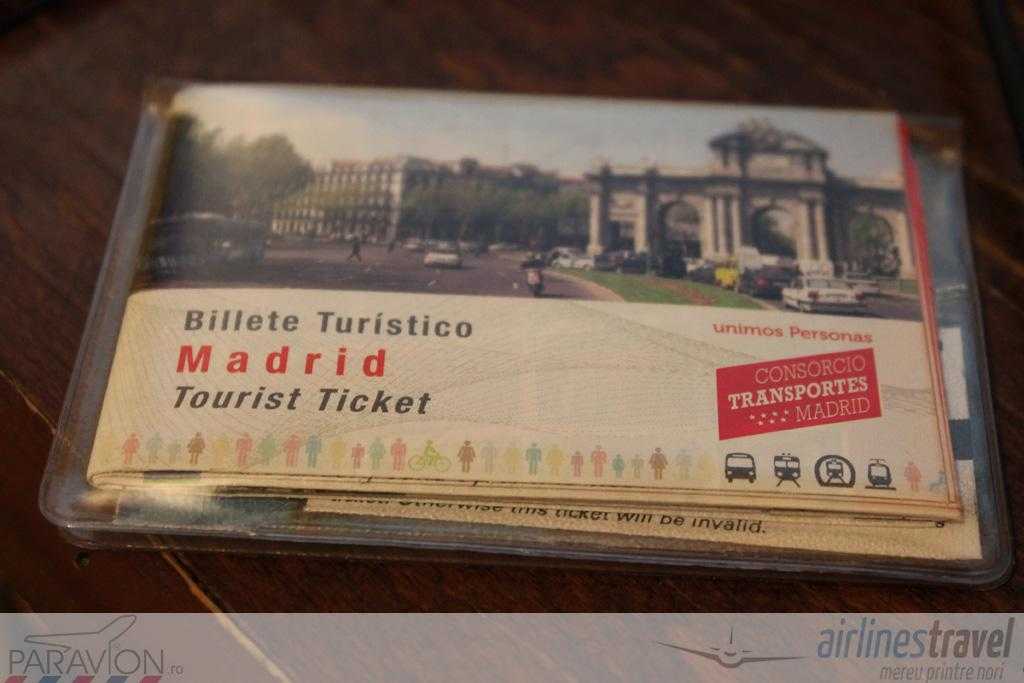 Billete Turístico
Madrid
Tourist Ticket
unimos Personas
CONSORCIO
TRANSPORTES
MADRID
Otherwise this ticket will be invalid.
PARAVION.ro
airlinestravel
mereu printre nori